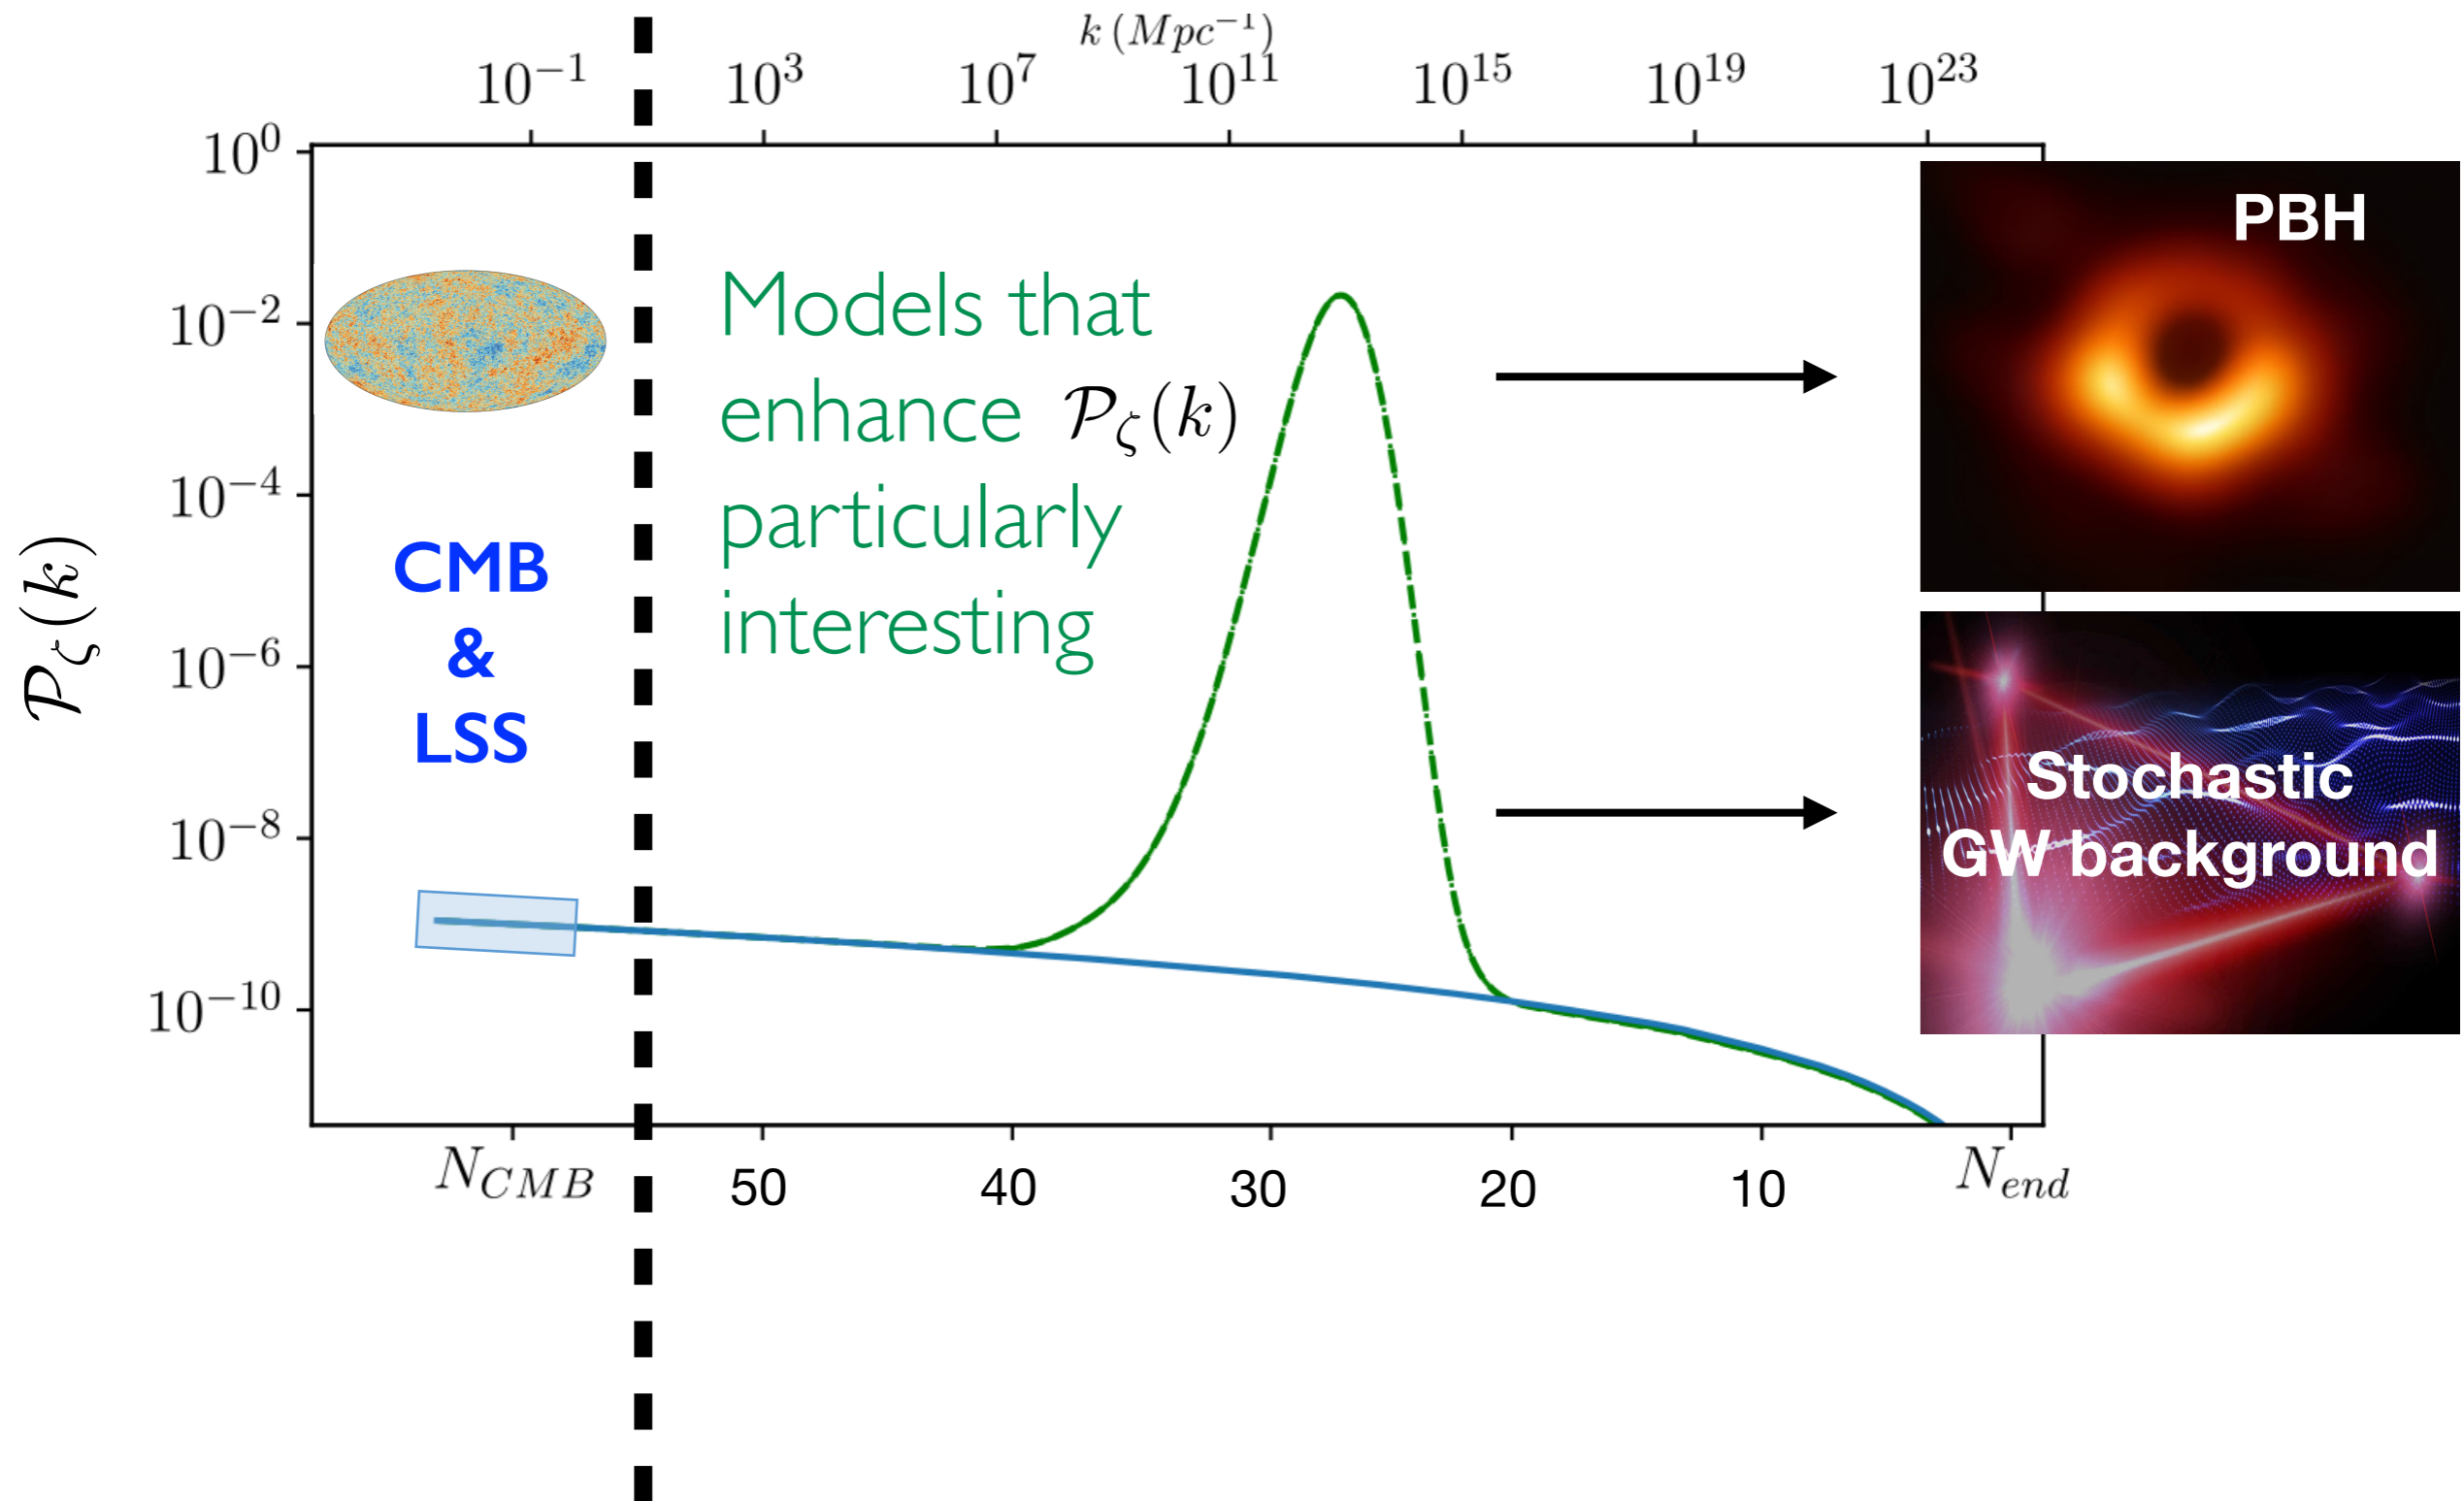 k (Mpc⁻¹)
10⁻¹ 10³ 10⁷ 10¹¹ 10¹⁵ 10¹⁹ 10²³
10⁰
10⁻²
10⁻⁴
10⁻⁶
10⁻⁸
10⁻¹⁰
𝒫_ζ(k)
CMB
&
LSS
Models that
enhance 𝒫_ζ(k)
particularly
interesting
PBH
Stochastic
GW background
N_CMB 50 40 30 20 10 N_end